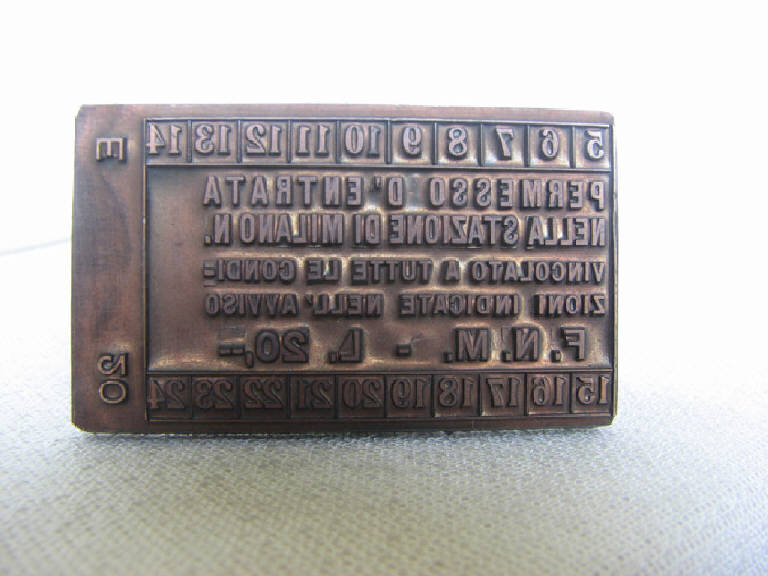 5 6 7 8 9 10 11 12 13 14
PERMESSO D'ENTRATA
NELLA STAZIONE DI MILANO N.
VINCOLATO A TUTTE LE CONDI=
ZIONI INDICATE NELL'AVVISO
F.N.M. - L. 20,=
15 16 17 18 19 20 21 22 23 24
E 20